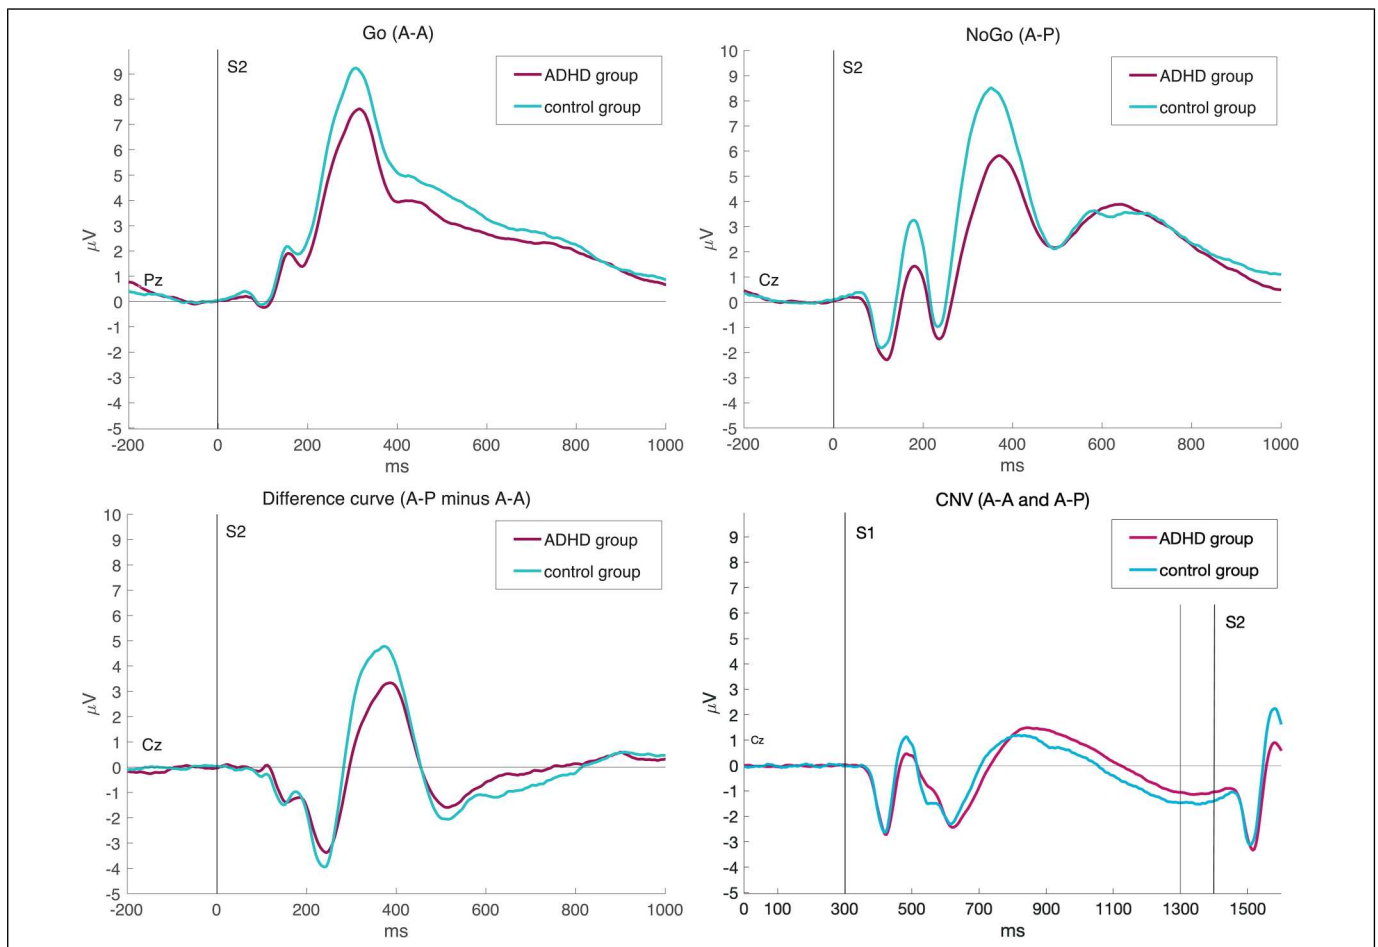 Go (A-A)
S2
ADHD group
control group
9
8
7
6
5
4
3
2
1
0
-1
-2
-3
-4
-5
μV
Pz
-200 0 200 400 600 800 1000
ms
NoGo (A-P)
S2
ADHD group
control group
10
9
8
7
6
5
4
3
2
1
0
-1
-2
-3
-4
-5
μV
Cz
-200 0 200 400 600 800 1000
ms
Difference curve (A-P minus A-A)
S2
ADHD group
control group
10
9
8
7
6
5
4
3
2
1
0
-1
-2
-3
-4
-5
μV
Cz
-200 0 200 400 600 800 1000
ms
CNV (A-A and A-P)
S1
ADHD group
control group
S2
9
8
7
6
5
4
3
2
1
0
-1
-2
-3
-4
-5
μV
Cz
0 100 300 500 700 900 1100 1300 1500
ms